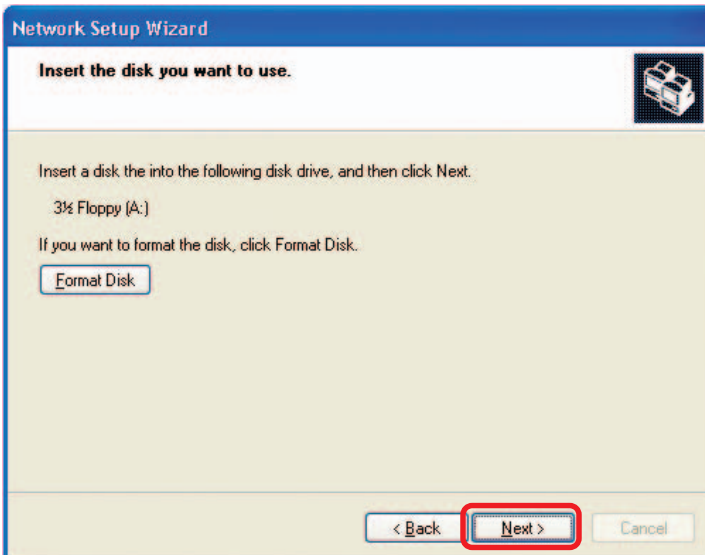 Network Setup Wizard
Insert the disk you want to use.
Insert a disk the into the following disk drive, and then click Next.
3½ Floppy (A:)
If you want to format the disk, click Format Disk.
Format Disk
< Back Next > Cancel